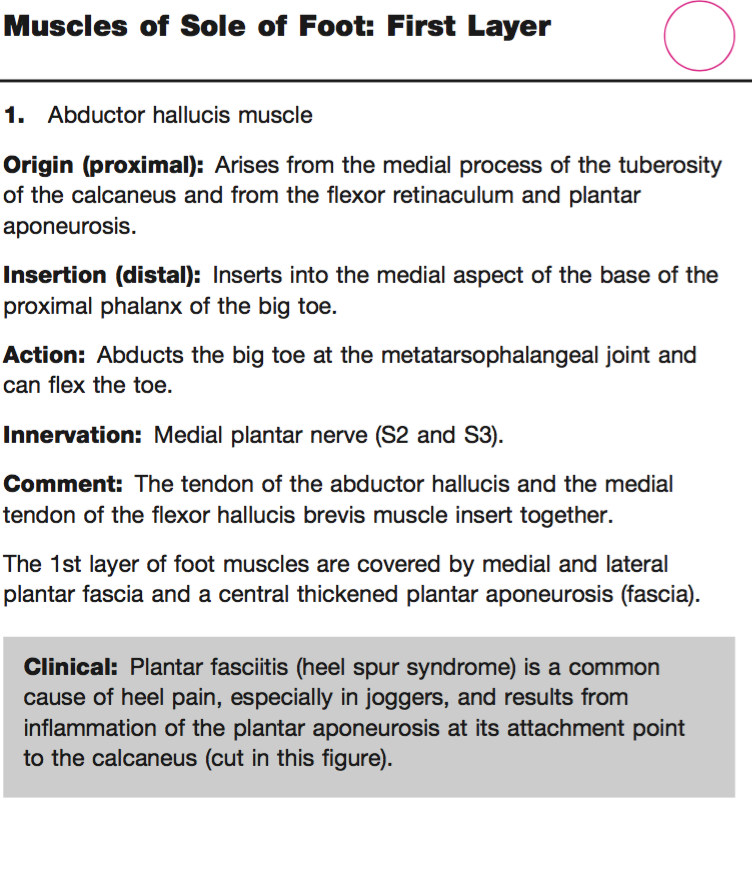 Muscles of Sole of Foot: First Layer
1. Abductor hallucis muscle
Origin (proximal): Arises from the medial process of the tuberosity
of the calcaneus and from the flexor retinaculum and plantar
aponeurosis.
Insertion (distal): Inserts into the medial aspect of the base of the
proximal phalanx of the big toe.
Action: Abducts the big toe at the metatarsophalangeal joint and
can flex the toe.
Innervation: Medial plantar nerve (S2 and S3).
Comment: The tendon of the abductor hallucis and the medial
tendon of the flexor hallucis brevis muscle insert together.
The 1st layer of foot muscles are covered by medial and lateral
plantar fascia and a central thickened plantar aponeurosis (fascia).
Clinical: Plantar fasciitis (heel spur syndrome) is a common
cause of heel pain, especially in joggers, and results from
inflammation of the plantar aponeurosis at its attachment point
to the calcaneus (cut in this figure).